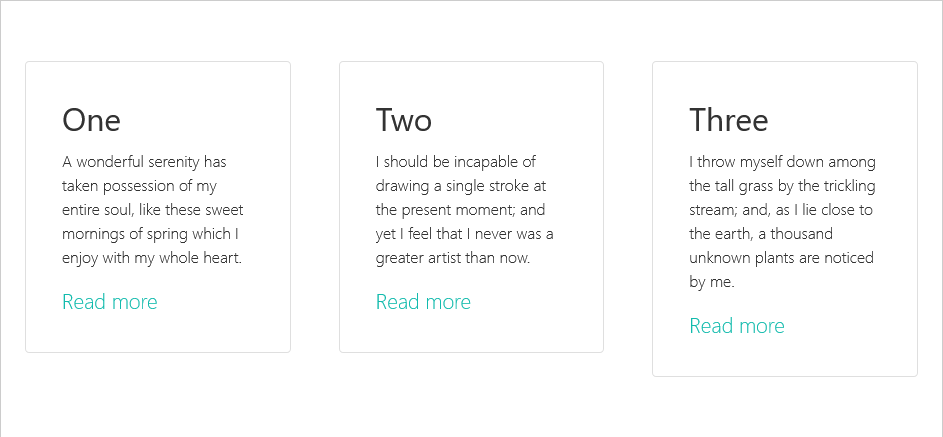 One
A wonderful serenity has
taken possession of my
entire soul, like these sweet
mornings of spring which I
enjoy with my whole heart.
Read more
Two
I should be incapable of
drawing a single stroke at
the present moment; and
yet I feel that I never was a
greater artist than now.
Read more
Three
I throw myself down among
the tall grass by the trickling
stream; and, as I lie close to
the earth, a thousand
unknown plants are noticed
by me.
Read more